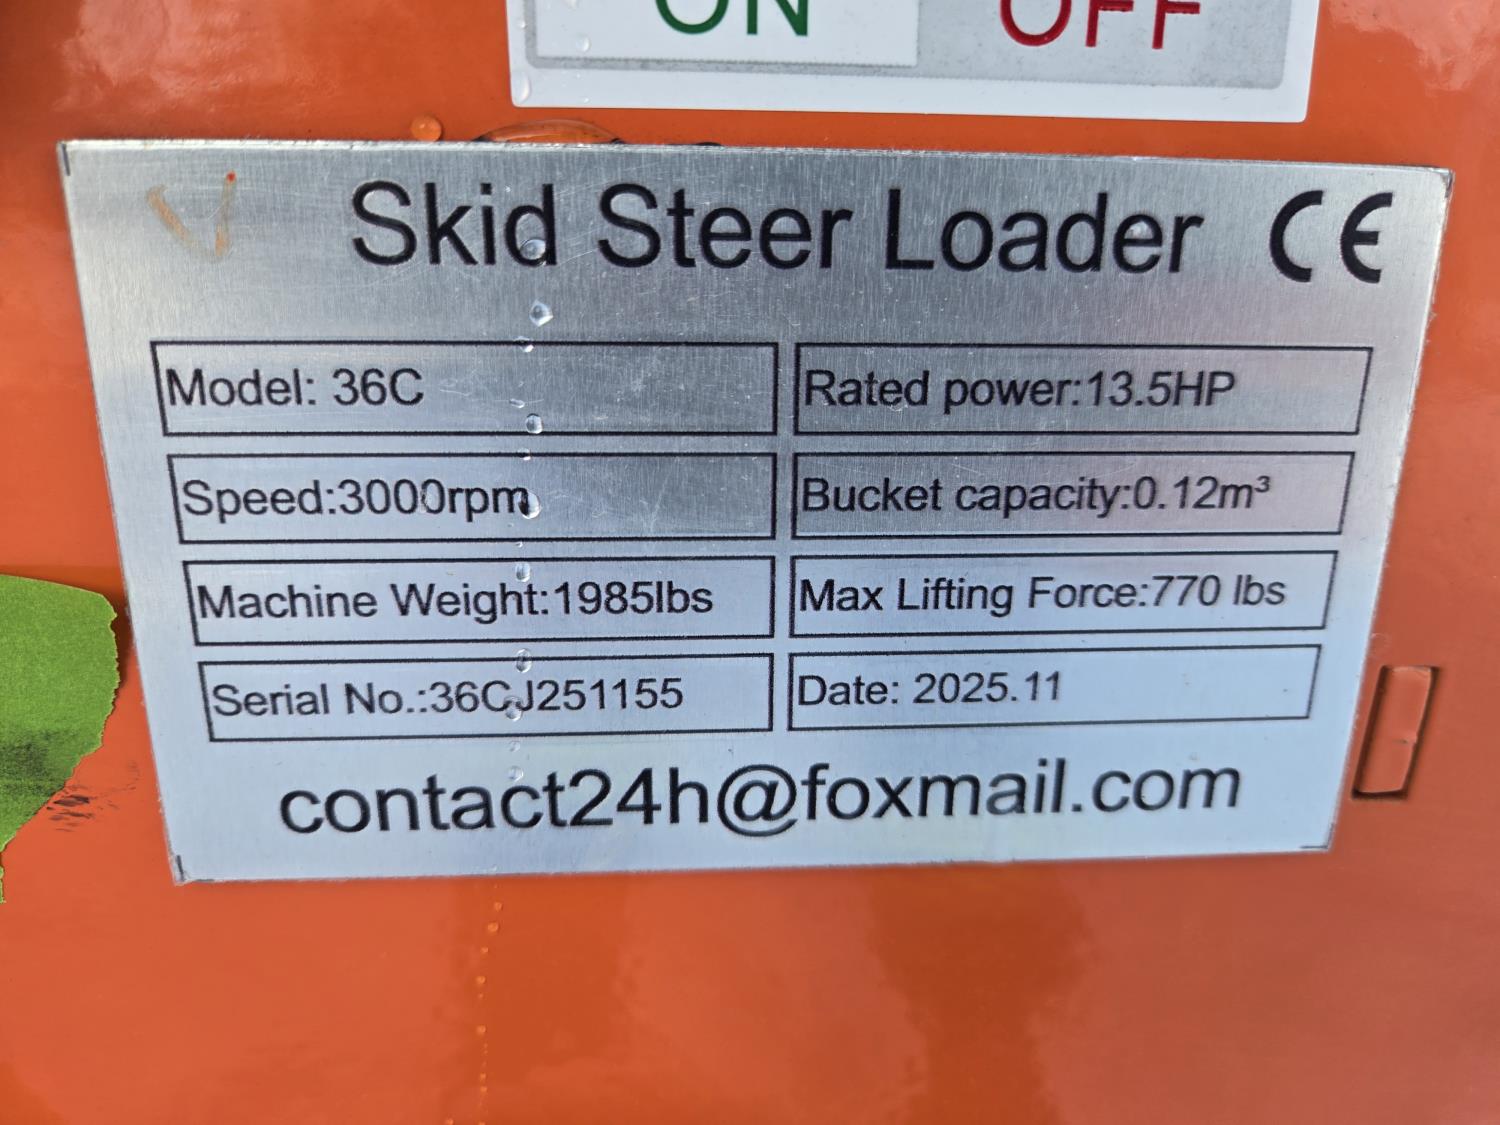 ON OFF
Skid Steer Loader CE
Model: 36C
Rated power:13.5HP
Speed:3000rpm
Bucket capacity:0.12m³
Machine Weight:1985lbs
Max Lifting Force:770 lbs
Serial No.:36CJ251155
Date: 2025.11
contact24h@foxmail.com